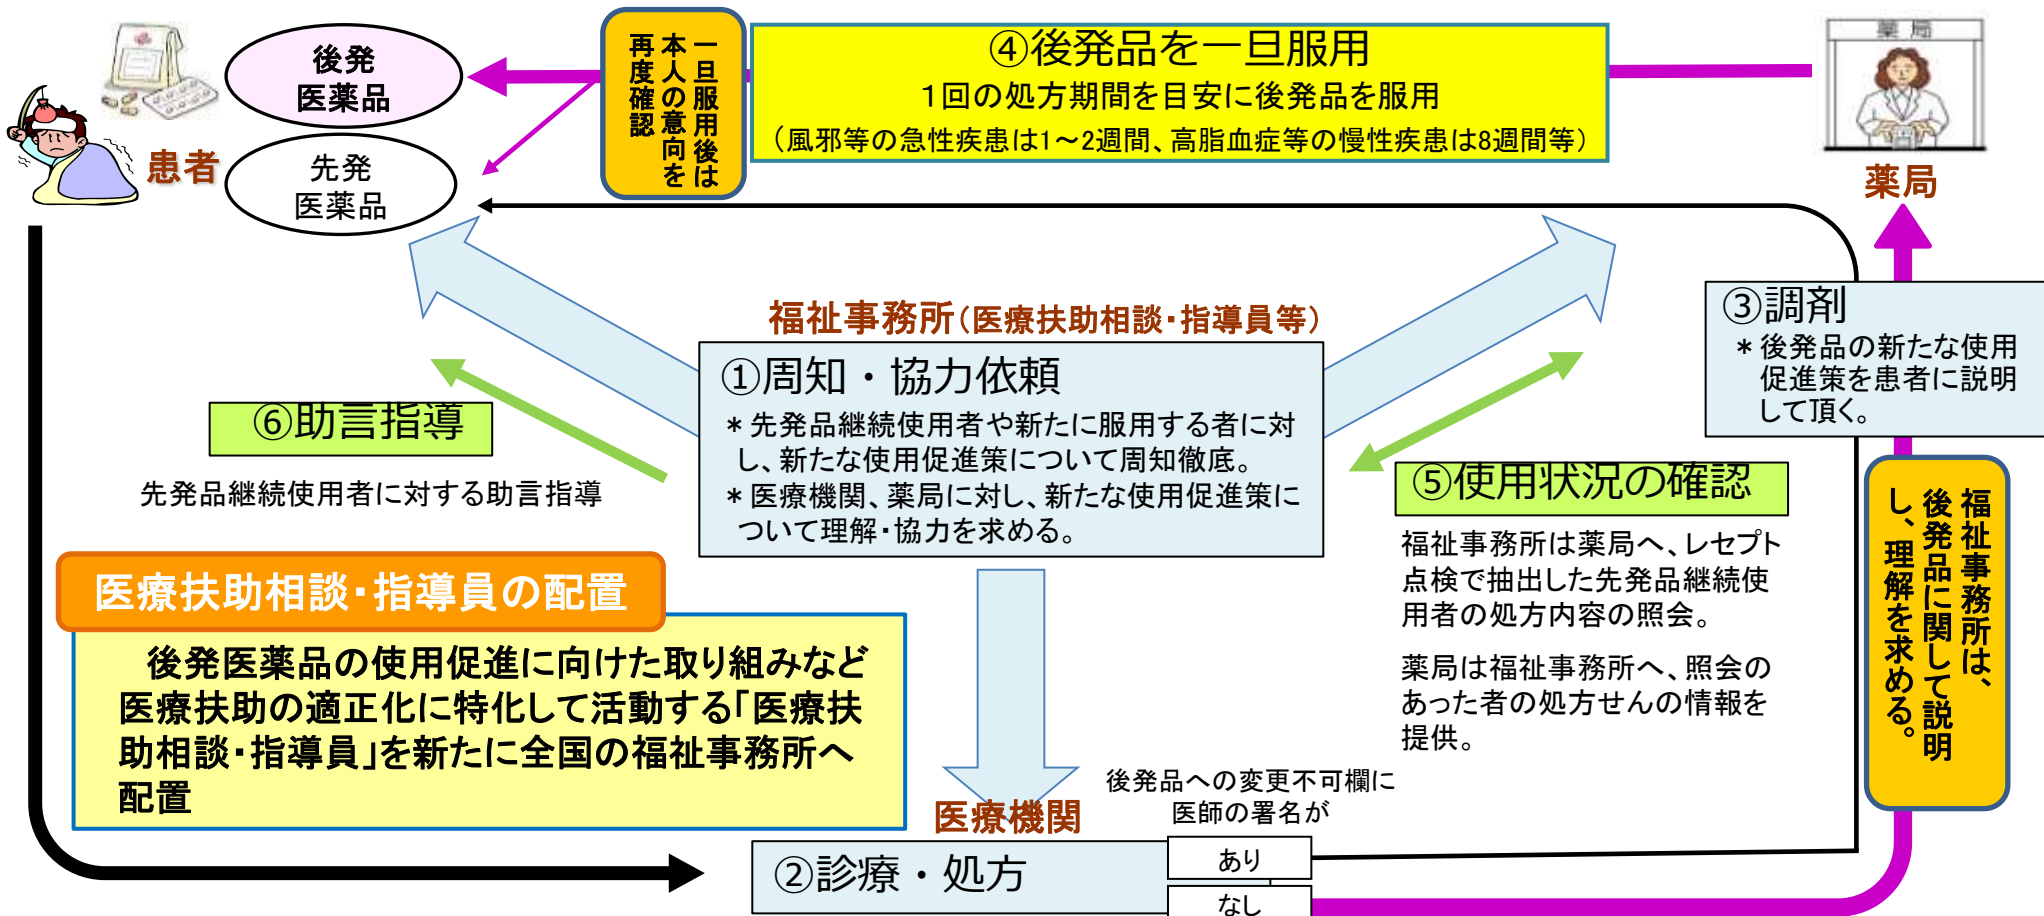 後発
医薬品
先発
医薬品
患者
一旦服用後は
本人の意向を
再度確認
④後発品を一旦服用
1回の処方期間を目安に後発品を服用
（風邪等の急性疾患は1～2週間、高脂血症等の慢性疾患は8週間等）
薬局
薬局
福祉事務所（医療扶助相談・指導員等）
①周知・協力依頼
＊先発品継続使用者や新たに服用する者に対
し、新たな使用促進策について周知徹底。
＊医療機関、薬局に対し、新たな使用促進策に
ついて理解・協力を求める。
③調剤
＊後発品の新たな使用
促進策を患者に説明
して頂く。
⑥助言指導
先発品継続使用者に対する助言指導
⑤使用状況の確認
福祉事務所は薬局へ、レセプト
点検で抽出した先発品継続使
用者の処方内容の照会。
薬局は福祉事務所へ、照会の
あった者の処方せんの情報を
提供。
福祉事務所は、
後発品に関して説明
し、理解を求める。
医療扶助相談・指導員の配置
後発医薬品の使用促進に向けた取り組みなど
医療扶助の適正化に特化して活動する「医療扶
助相談・指導員」を新たに全国の福祉事務所へ
配置
医療機関
②診療・処方
後発品への変更不可欄に
医師の署名が
あり
なし